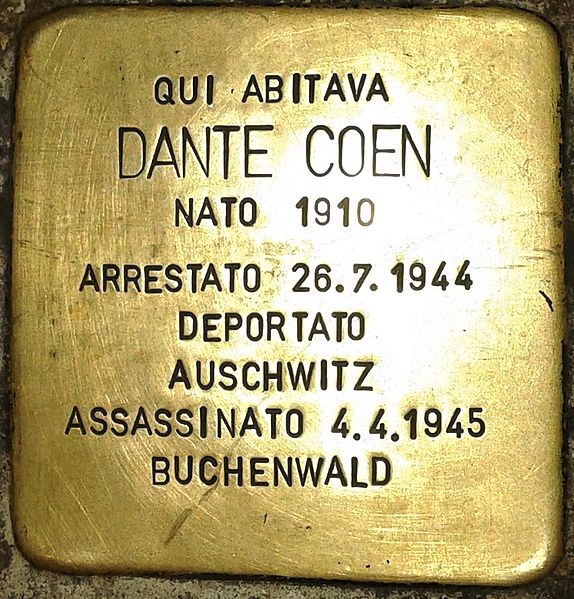 QUI ABITAVA
DANTE COEN
NATO 1910
ARRESTATO 26.7.1944
DEPORTATO
AUSCHWITZ
ASSASSINATO 4.4.1945
BUCHENWALD